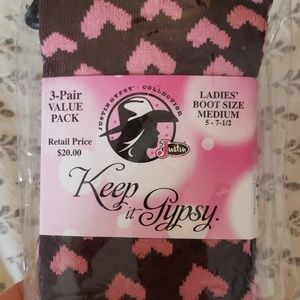 3-Pair
VALUE
PACK
Retail Price
$20.00
JUSTIN GYPSY™ COLLECTION
Justin
LADIES'
BOOT SIZE
MEDIUM
5 - 7-1/2
Keep
it Gypsy.